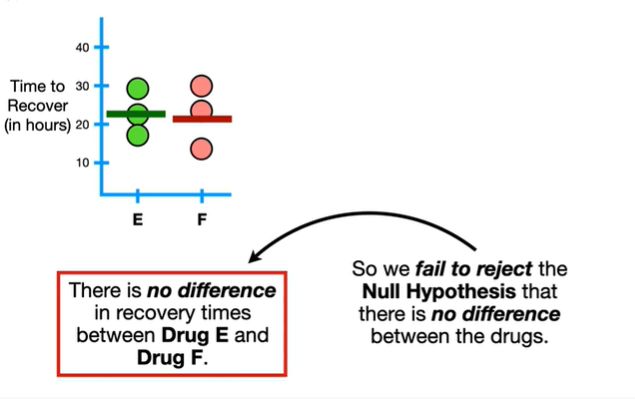 40
Time to 30
Recover
(in hours) 20
10
E F
There is no difference
in recovery times
between Drug E and
Drug F.
So we fail to reject the
Null Hypothesis that
there is no difference
between the drugs.